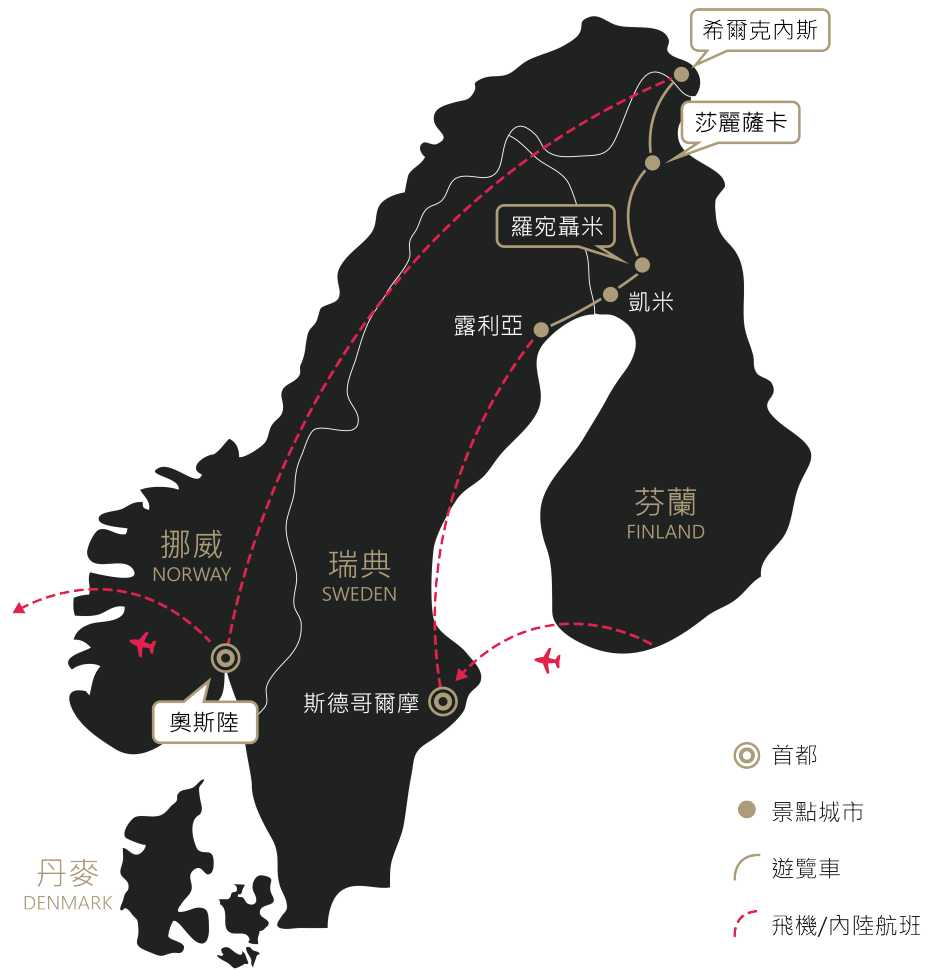 希爾克內斯
莎麗薩卡
羅宛聶米
凱米
露利亞
芬蘭
FINLAND
挪威
NORWAY
瑞典
SWEDEN
斯德哥爾摩
奧斯陸
首都
景點城市
丹麥
DENMARK
遊覽車
飛機/內陸航班